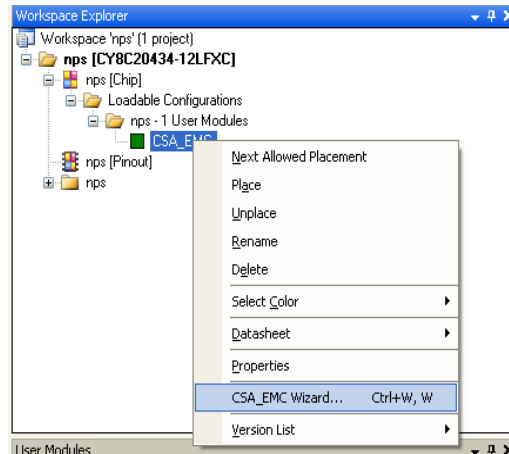 Workspace Explorer
Workspace 'nps' (1 project)
nps [CY8C20434-12LFXC]
nps [Chip]
Loadable Configurations
nps - 1 User Modules
CSA_EMC
nps [Pinout]
nps
Next Allowed Placement
Place
Unplace
Rename
Delete
Select Color
Datasheet
Properties
CSA_EMC Wizard... Ctrl+W, W
Version List
User Modules